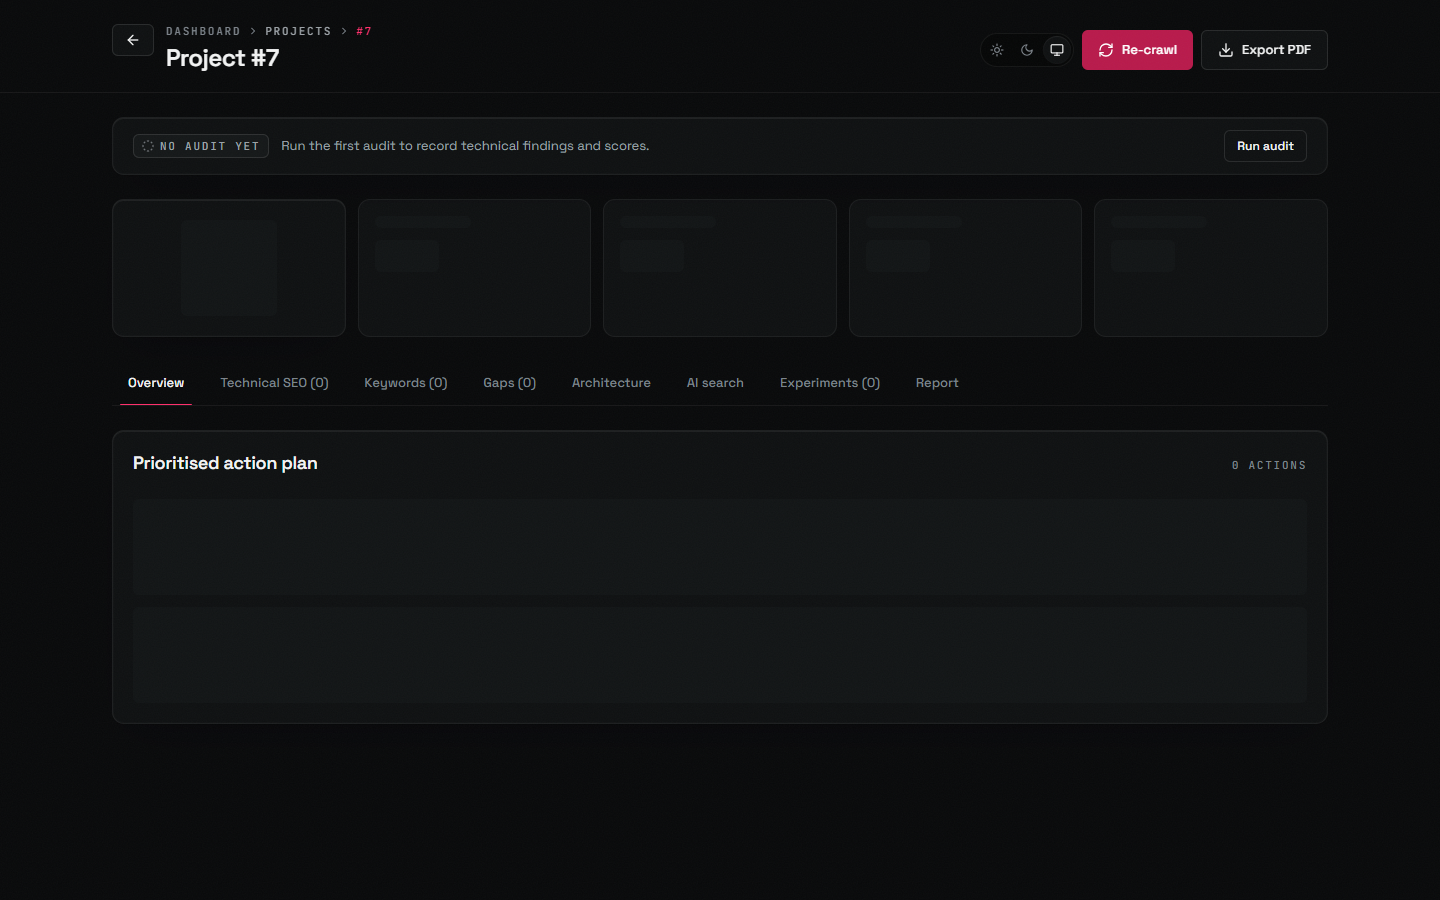 DASHBOARD > PROJECTS > #7
Project #7
Re-crawl
Export PDF
NO AUDIT YET
Run the first audit to record technical findings and scores.
Run audit
Overview
Technical SEO (0)
Keywords (0)
Gaps (0)
Architecture
AI search
Experiments (0)
Report
Prioritised action plan
0 ACTIONS